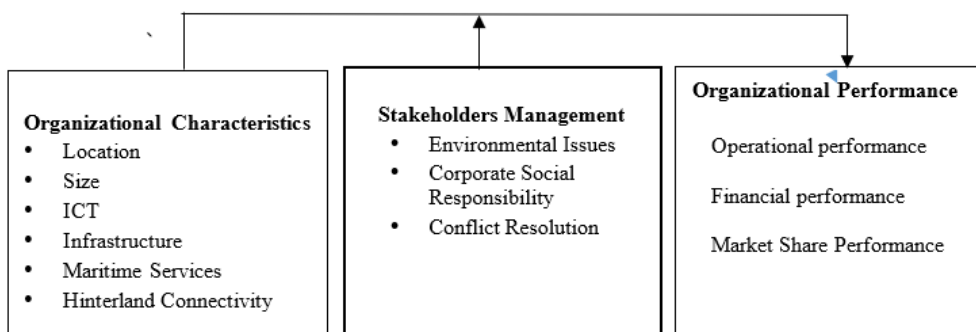 Organizational Characteristics
• Location
• Size
• ICT
• Infrastructure
• Maritime Services
• Hinterland Connectivity
Stakeholders Management
• Environmental Issues
• Corporate Social
Responsibility
• Conflict Resolution
Organizational Performance
Operational performance
Financial performance
Market Share Performance